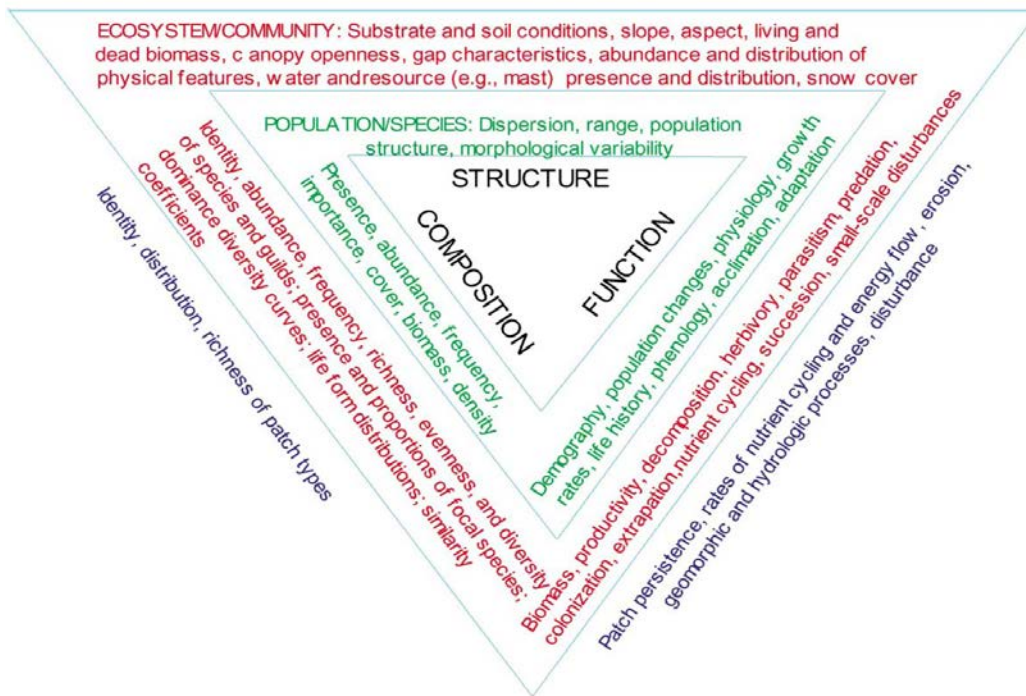 ECOSYSTEM/COMMUNITY: Substrate and soil conditions, slope, aspect, living and
dead biomass, c anopy openness, gap characteristics, abundance and distribution of
physical features, water andresource (e.g., mast) presence and distribution, snow cover
POPULATION/SPECIES: Dispersion, range, population
structure, morphological variability
STRUCTURE
COMPOSITION
FUNCTION
Presence, abundance, frequency,
importance, cover, biomass, density
Identity, abundance, frequency, richness, evenness, and diversity
of species and guilds; presence and proportions of focal species;
dominance diversity curves; life form distributions; similarity
coefficients
Identity, distribution, richness of patch types
Demography, population changes, physiology, growth
rates, life history, phenology, acclimation, adaptation
Biomass, productivity, decomposition, herbivory, parasitism, predation,
colonization, extrapation, nutrient cycling, succession, small-scale disturbances
Patch persistence, rates of nutrient cycling and energy flow, erosion,
geomorphic and hydrologic processes, disturbance